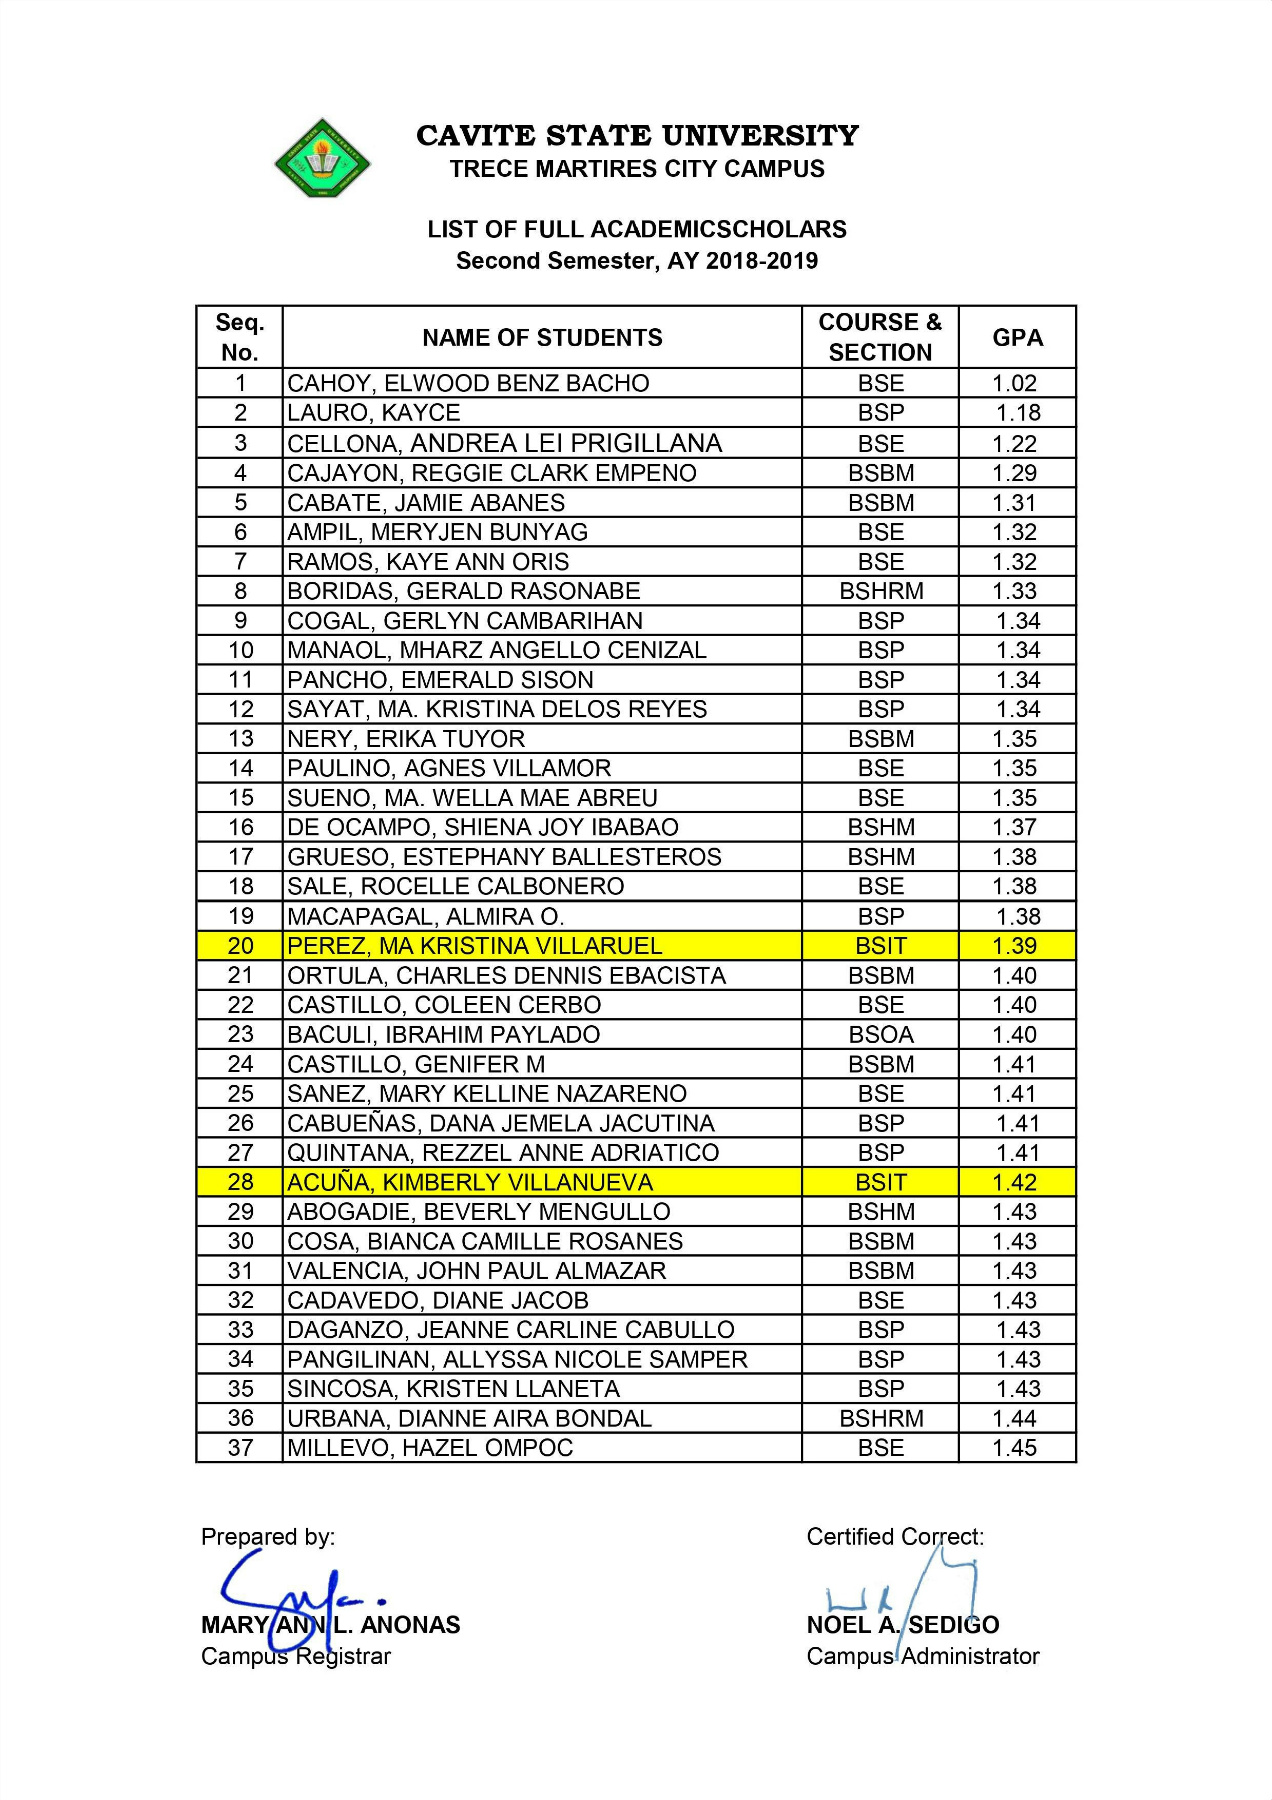 CAVITE STATE UNIVERSITY
TRECE MARTIRES CITY CAMPUS
LIST OF FULL ACADEMICSCHOLARS
Second Semester, AY 2018-2019
Seq. No. NAME OF STUDENTS COURSE & SECTION GPA
1 CAHOY, ELWOOD BENZ BACHO BSE 1.02
2 LAURO, KAYCE BSP 1.18
3 CELLONA, ANDREA LEI PRIGILLANA BSE 1.22
4 CAJAYON, REGGIE CLARK EMPENO BSBM 1.29
5 CABATE, JAMIE ABANES BSBM 1.31
6 AMPIL, MERYJEN BUNYAG BSE 1.32
7 RAMOS, KAYE ANN ORIS BSE 1.32
8 BORIDAS, GERALD RASONABE BSHRM 1.33
9 COGAL, GERLYN CAMBARIHAN BSP 1.34
10 MANAOL, MHARZ ANGELLO CENIZAL BSP 1.34
11 PANCHO, EMERALD SISON BSP 1.34
12 SAYAT, MA. KRISTINA DELOS REYES BSP 1.34
13 NERY, ERIKA TUYOR BSBM 1.35
14 PAULINO, AGNES VILLAMOR BSE 1.35
15 SUENO, MA. WELLA MAE ABREU BSE 1.35
16 DE OCAMPO, SHIENA JOY IBABAO BSHM 1.37
17 GRUESO, ESTEPHANY BALLESTEROS BSHM 1.38
18 SALE, ROCELLE CALBONERO BSE 1.38
19 MACAPAGAL, ALMIRA O. BSP 1.38
20 PEREZ, MA KRISTINA VILLARUEL BSIT 1.39
21 ORTULA, CHARLES DENNIS EBACISTA BSBM 1.40
22 CASTILLO, COLEEN CERBO BSE 1.40
23 BACULI, IBRAHIM PAYLADO BSOA 1.40
24 CASTILLO, GENIFER M BSBM 1.41
25 SANEZ, MARY KELLINE NAZARENO BSE 1.41
26 CABUEÑAS, DANA JEMELA JACUTINA BSP 1.41
27 QUINTANA, REZZEL ANNE ADRIATICO BSP 1.41
28 ACUÑA, KIMBERLY VILLANUEVA BSIT 1.42
29 ABOGADIE, BEVERLY MENGULLO BSHM 1.43
30 COSA, BIANCA CAMILLE ROSANES BSBM 1.43
31 VALENCIA, JOHN PAUL ALMAZAR BSBM 1.43
32 CADAVEDO, DIANE JACOB BSE 1.43
33 DAGANZO, JEANNE CARLINE CABULLO BSP 1.43
34 PANGILINAN, ALLYSSA NICOLE SAMPER BSP 1.43
35 SINCOSA, KRISTEN LLANETA BSP 1.43
36 URBANA, DIANNE AIRA BONDAL BSHRM 1.44
37 MILLEVO, HAZEL OMPOC BSE 1.45
Prepared by: Certified Correct:
MARY ANN L. ANONAS NOEL A. SEDIGO
Campus Registrar Campus Administrator